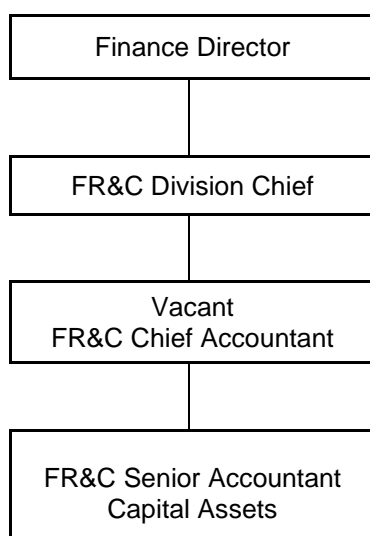 Finance Director
FR&C Division Chief
Vacant
FR&C Chief Accountant
FR&C Senior Accountant
Capital Assets